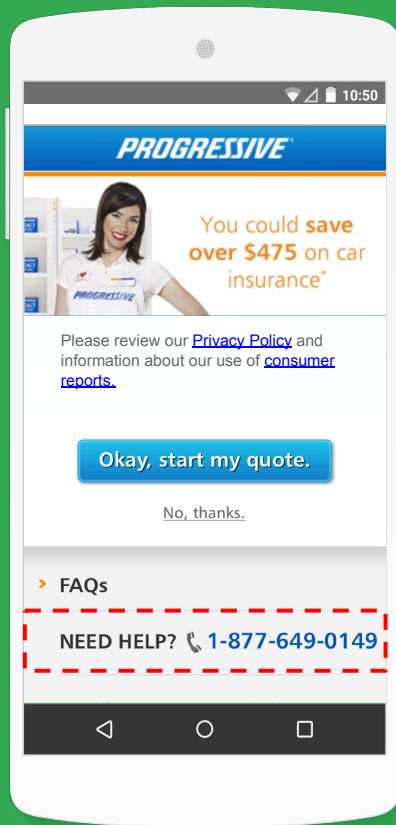 10:50
PROGRESSIVE
You could save
over $475 on car
insurance*
PROGRESSIVE
Please review our Privacy Policy and
information about our use of consumer
reports.
Okay, start my quote.
No, thanks.
> FAQs
NEED HELP? 1-877-649-0149